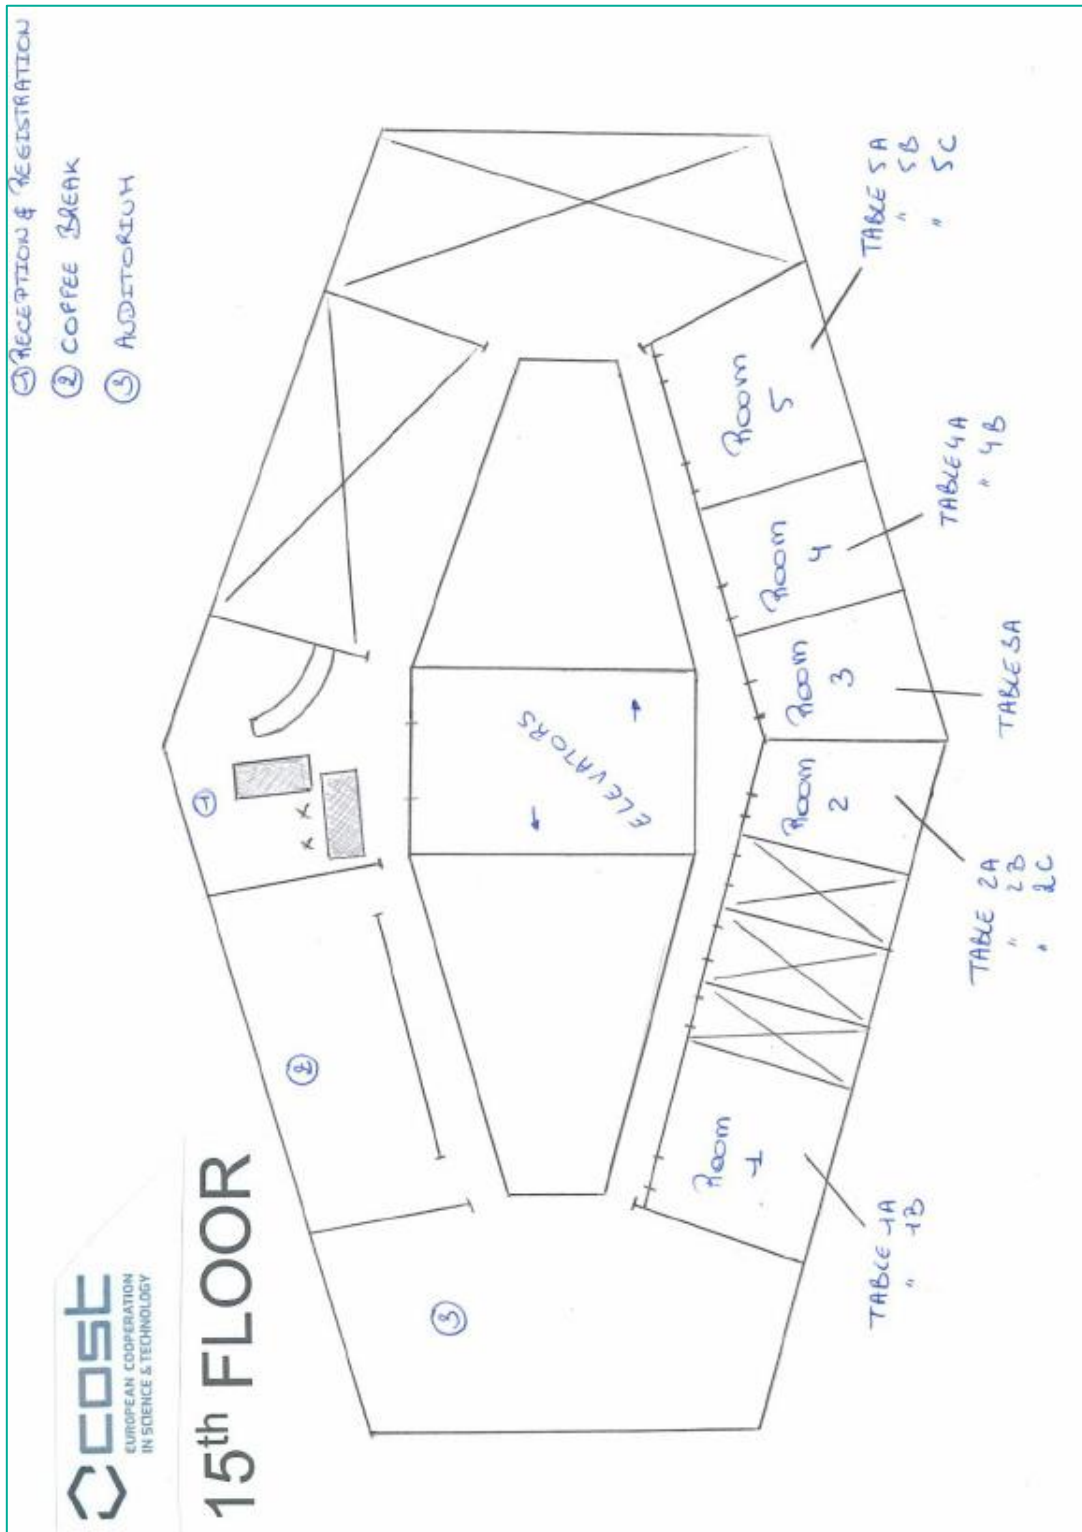 COST
EUROPEAN COOPERATION
IN SCIENCE & TECHNOLOGY
15th FLOOR
① RECEPTION & REGISTRATION
② COFFEE BREAK
③ AUDITORIUM
③
②
①
x x
ELEVATORS
Room
1
Room
2
Room
3
Room
4
Room
5
TABLE 1A
" 1B
TABLE 2A
" 2B
" 2C
TABLE 3A
TABLE 4A
" 4B
TABLE 5A
" 5B
" 5C